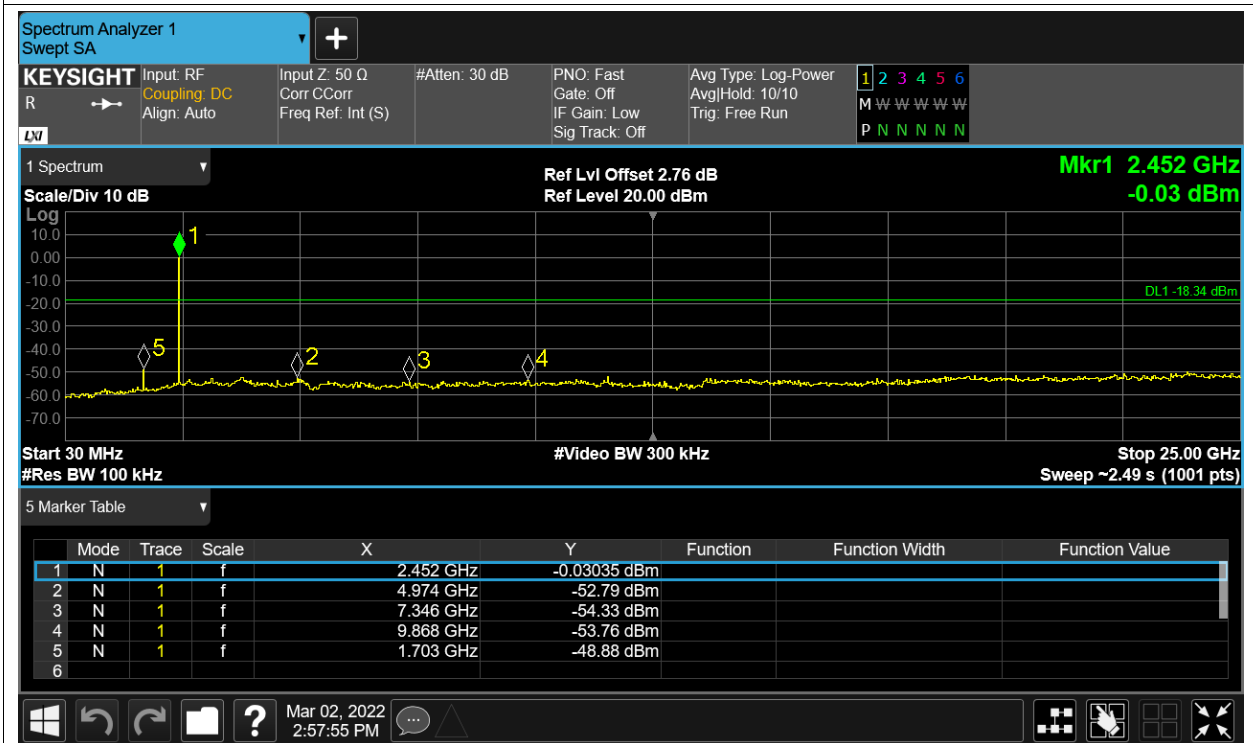 Spectrum Analyzer 1
Swept SA
KEYSIGHT
R
LXI
Input: RF
Coupling: DC
Align: Auto
Input Z: 50 Ω
Corr CCorr
Freq Ref: Int (S)
#Atten: 30 dB
PNO: Fast
Gate: Off
IF Gain: Low
Sig Track: Off
Avg Type: Log-Power
Avg|Hold: 10/10
Trig: Free Run
1 2 3 4 5 6
M W W W W W
P N N N N N
1 Spectrum
Scale/Div 10 dB
Ref Lvl Offset 2.76 dB
Ref Level 20.00 dBm
Mkr1 2.452 GHz
-0.03 dBm
Log
10.0
0.00
-10.0
-20.0
-30.0
-40.0
-50.0
-60.0
-70.0
1
5
2
3
4
DL1 -18.34 dBm
Start 30 MHz
#Video BW 300 kHz
Stop 25.00 GHz
#Res BW 100 kHz
Sweep ~2.49 s (1001 pts)
5 Marker Table
Mode Trace Scale X Y Function Function Width Function Value
1 N 1 f 2.452 GHz -0.03035 dBm
2 N 1 f 4.974 GHz -52.79 dBm
3 N 1 f 7.346 GHz -54.33 dBm
4 N 1 f 9.868 GHz -53.76 dBm
5 N 1 f 1.703 GHz -48.88 dBm
6
?
Mar 02, 2022
2:57:55 PM